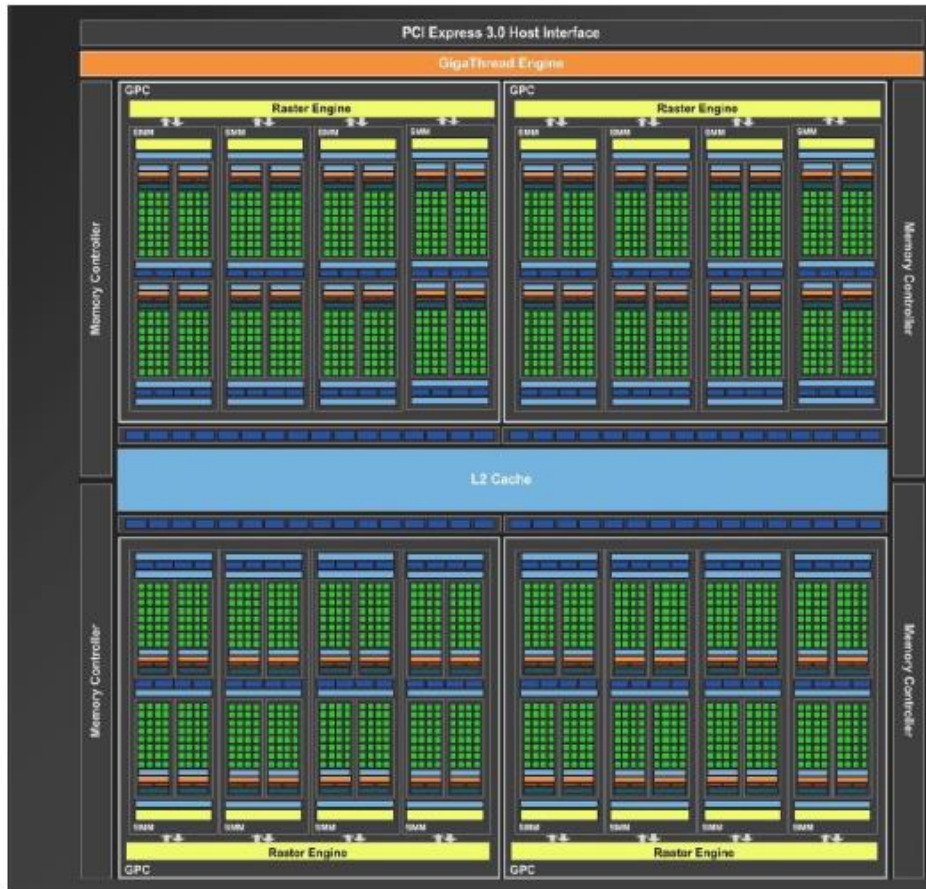 PCI Express 3.0 Host Interface
GigaThread Engine
GPC
Raster Engine
SMM SMM SMM SMM
GPC
Raster Engine
SMM SMM SMM SMM
Memory Controller
Memory Controller
L2 Cache
Memory Controller
Memory Controller
SMM SMM SMM SMM
Raster Engine
GPC
SMM SMM SMM SMM
Raster Engine
GPC